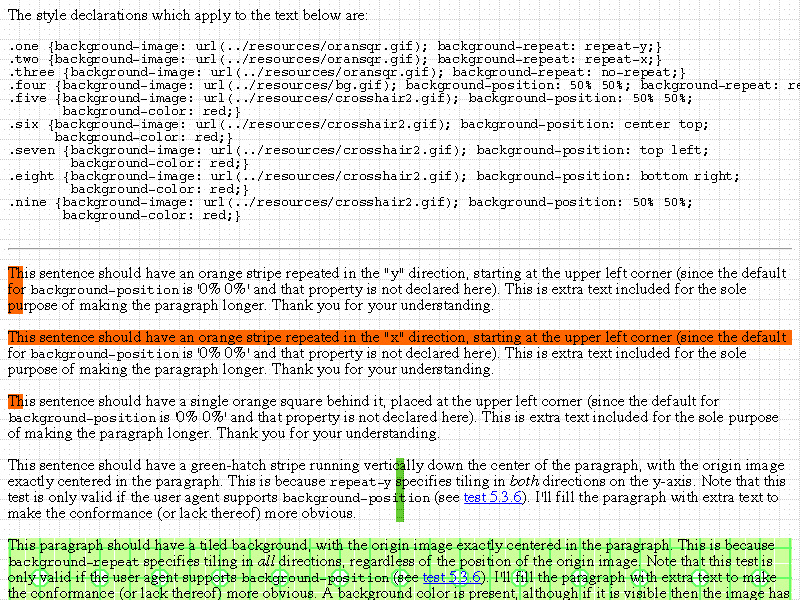 The style declarations which apply to the text below are:
.one {background-image: url(../resources/oransqr.gif); background-repeat: repeat-y;}
.two {background-image: url(../resources/oransqr.gif); background-repeat: repeat-x;}
.three {background-image: url(../resources/oransqr.gif); background-repeat: no-repeat;}
.four {background-image: url(../resources/bg.gif); background-position: 50% 50%; background-repeat: re
.five {background-image: url(../resources/crosshair2.gif); background-position: 50% 50%;
background-color: red;}
.six {background-image: url(../resources/crosshair2.gif); background-position: center top;
background-color: red;}
.seven {background-image: url(../resources/crosshair2.gif); background-position: top left;
background-color: red;}
.eight {background-image: url(../resources/crosshair2.gif); background-position: bottom right;
background-color: red;}
.nine {background-image: url(../resources/crosshair2.gif); background-position: 50% 50%;
background-color: red;}
This sentence should have an orange stripe repeated in the "y" direction, starting at the upper left corner (since the default
for background-position is '0% 0%' and that property is not declared here). This is extra text included for the sole
purpose of making the paragraph longer. Thank you for your understanding.
This sentence should have an orange stripe repeated in the "x" direction, starting at the upper left corner (since the default
for background-position is '0% 0%' and that property is not declared here). This is extra text included for the sole
purpose of making the paragraph longer. Thank you for your understanding.
This sentence should have a single orange square behind it, placed at the upper left corner (since the default for
background-position is '0% 0%' and that property is not declared here). This is extra text included for the sole purpose
of making the paragraph longer. Thank you for your understanding.
This sentence should have a green-hatch stripe running vertically down the center of the paragraph, with the origin image
exactly centered in the paragraph. This is because repeat-y specifies tiling in both directions on the y-axis. Note that this
test is only valid if the user agent supports background-position (see test 5.3.6). I'll fill the paragraph with extra text to
make the conformance (or lack thereof) more obvious.
This paragraph should have a tiled background, with the origin image exactly centered in the paragraph. This is because
background-repeat specifies tiling in all directions, regardless of the position of the origin image. Note that this test is
only valid if the user agent supports background-position (see test 5.3.6). I'll fill the paragraph with extra text to make
the conformance (or lack thereof) more obvious. A background color is present, although if it is visible then the image has